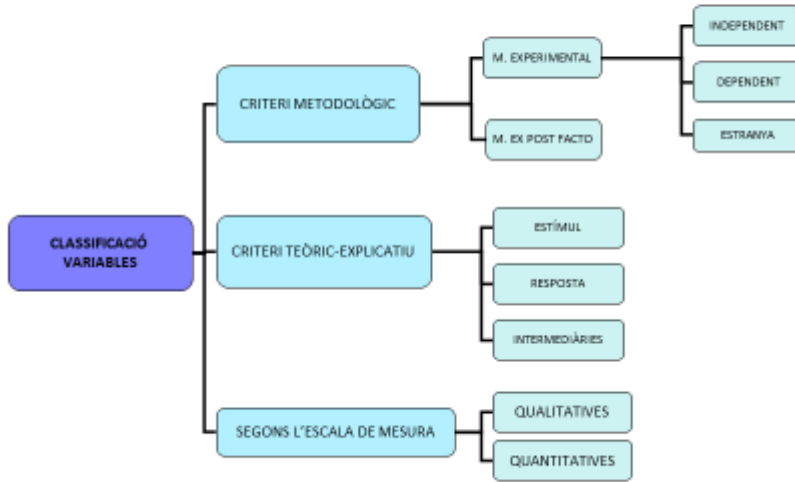 CLASSIFICACIÓ
VARIABLES
CRITERI METODOLÒGIC
M. EXPERIMENTAL
INDEPENDENT
DEPENDENT
ESTRANYA
M. EX POST FACTO
CRITERI TEÒRIC-EXPLICATIU
ESTÍMUL
RESPOSTA
INTERMEDIÀRIES
SEGONS L'ESCALA DE MESURA
QUALITATIVES
QUANTITATIVES